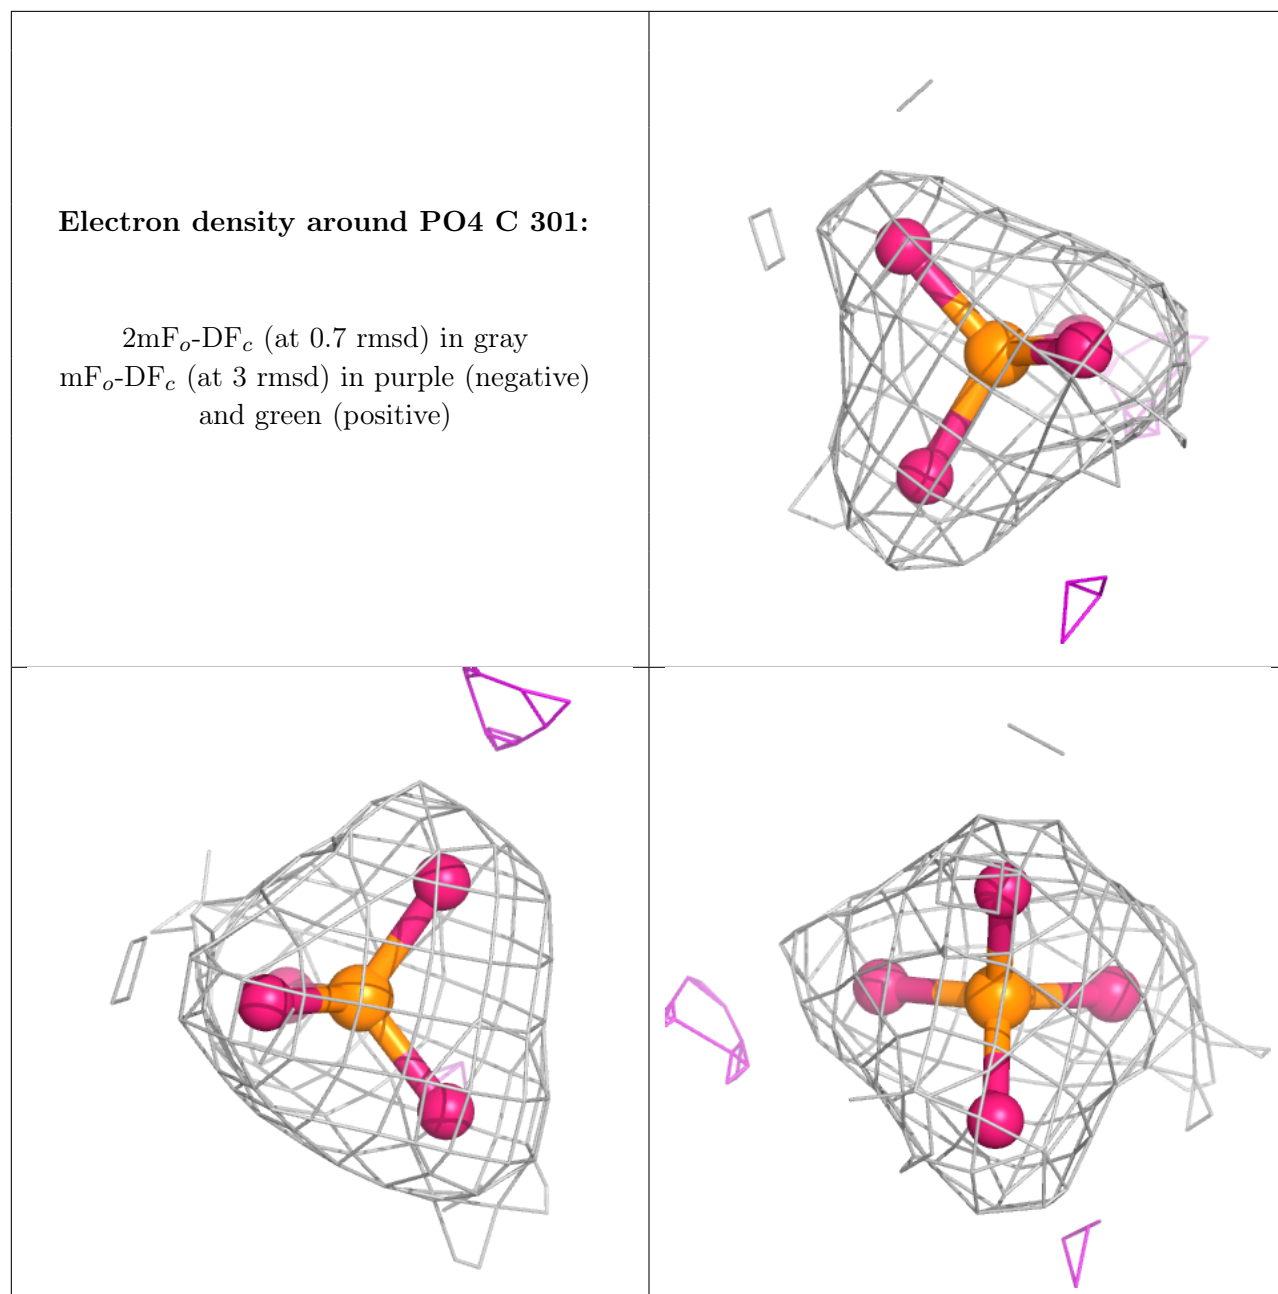 Electron density around PO4 C 301:
2mFo-DFc (at 0.7 rmsd) in gray
mFo-DFc (at 3 rmsd) in purple (negative)
and green (positive)